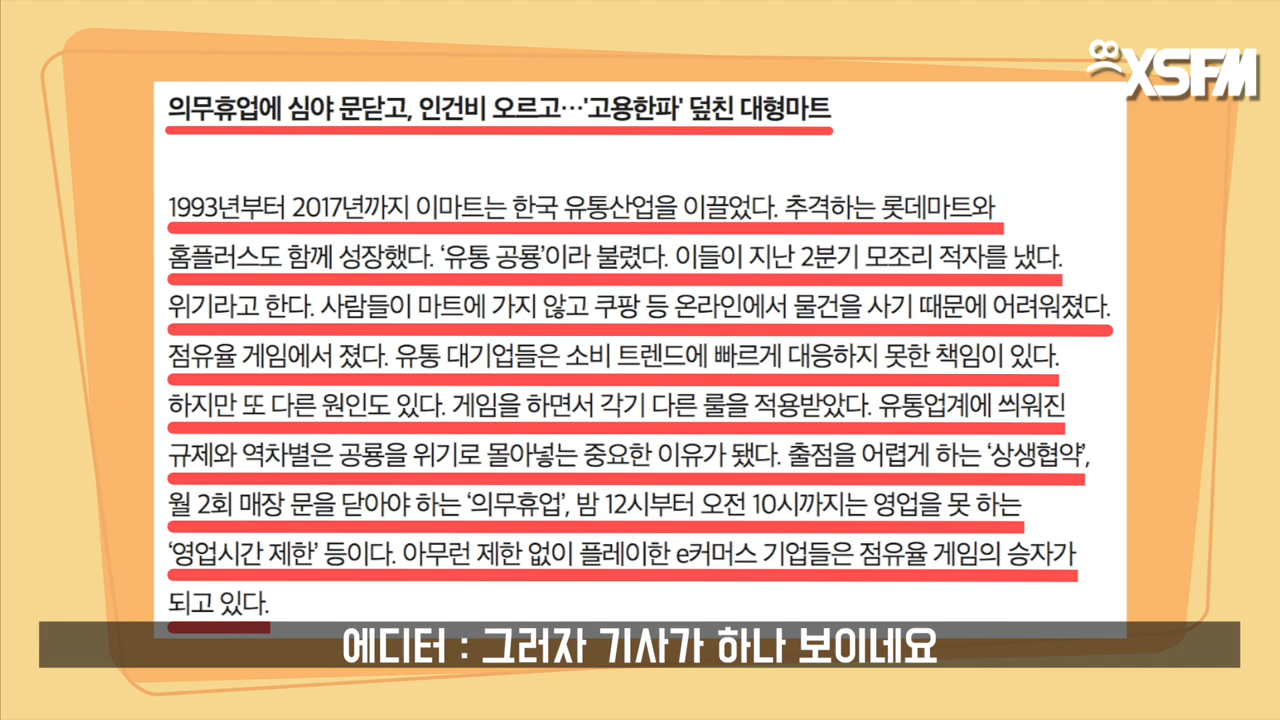 XSFM
의무휴업에 심야 문닫고, 인건비 오르고…'고용한파' 덮친 대형마트
1993년부터 2017년까지 이마트는 한국 유통산업을 이끌었다. 추격하는 롯데마트와
홈플러스도 함께 성장했다. ‘유통 공룡’이라 불렸다. 이들이 지난 2분기 모조리 적자를 냈다.
위기라고 한다. 사람들이 마트에 가지 않고 쿠팡 등 온라인에서 물건을 사기 때문에 어려워졌다.
점유율 게임에서 졌다. 유통 대기업들은 소비 트렌드에 빠르게 대응하지 못한 책임이 있다.
하지만 또 다른 원인도 있다. 게임을 하면서 각기 다른 룰을 적용받았다. 유통업계에 씌워진
규제와 역차별은 공룡을 위기로 몰아넣는 중요한 이유가 됐다. 출점을 어렵게 하는 ‘상생협약’,
월 2회 매장 문을 닫아야 하는 ‘의무휴업’, 밤 12시부터 오전 10시까지는 영업을 못 하는
‘영업시간 제한’ 등이다. 아무런 제한 없이 플레이한 e커머스 기업들은 점유율 게임의 승자가
되고 있다.
에디터 : 그러자 기사가 하나 보이네요